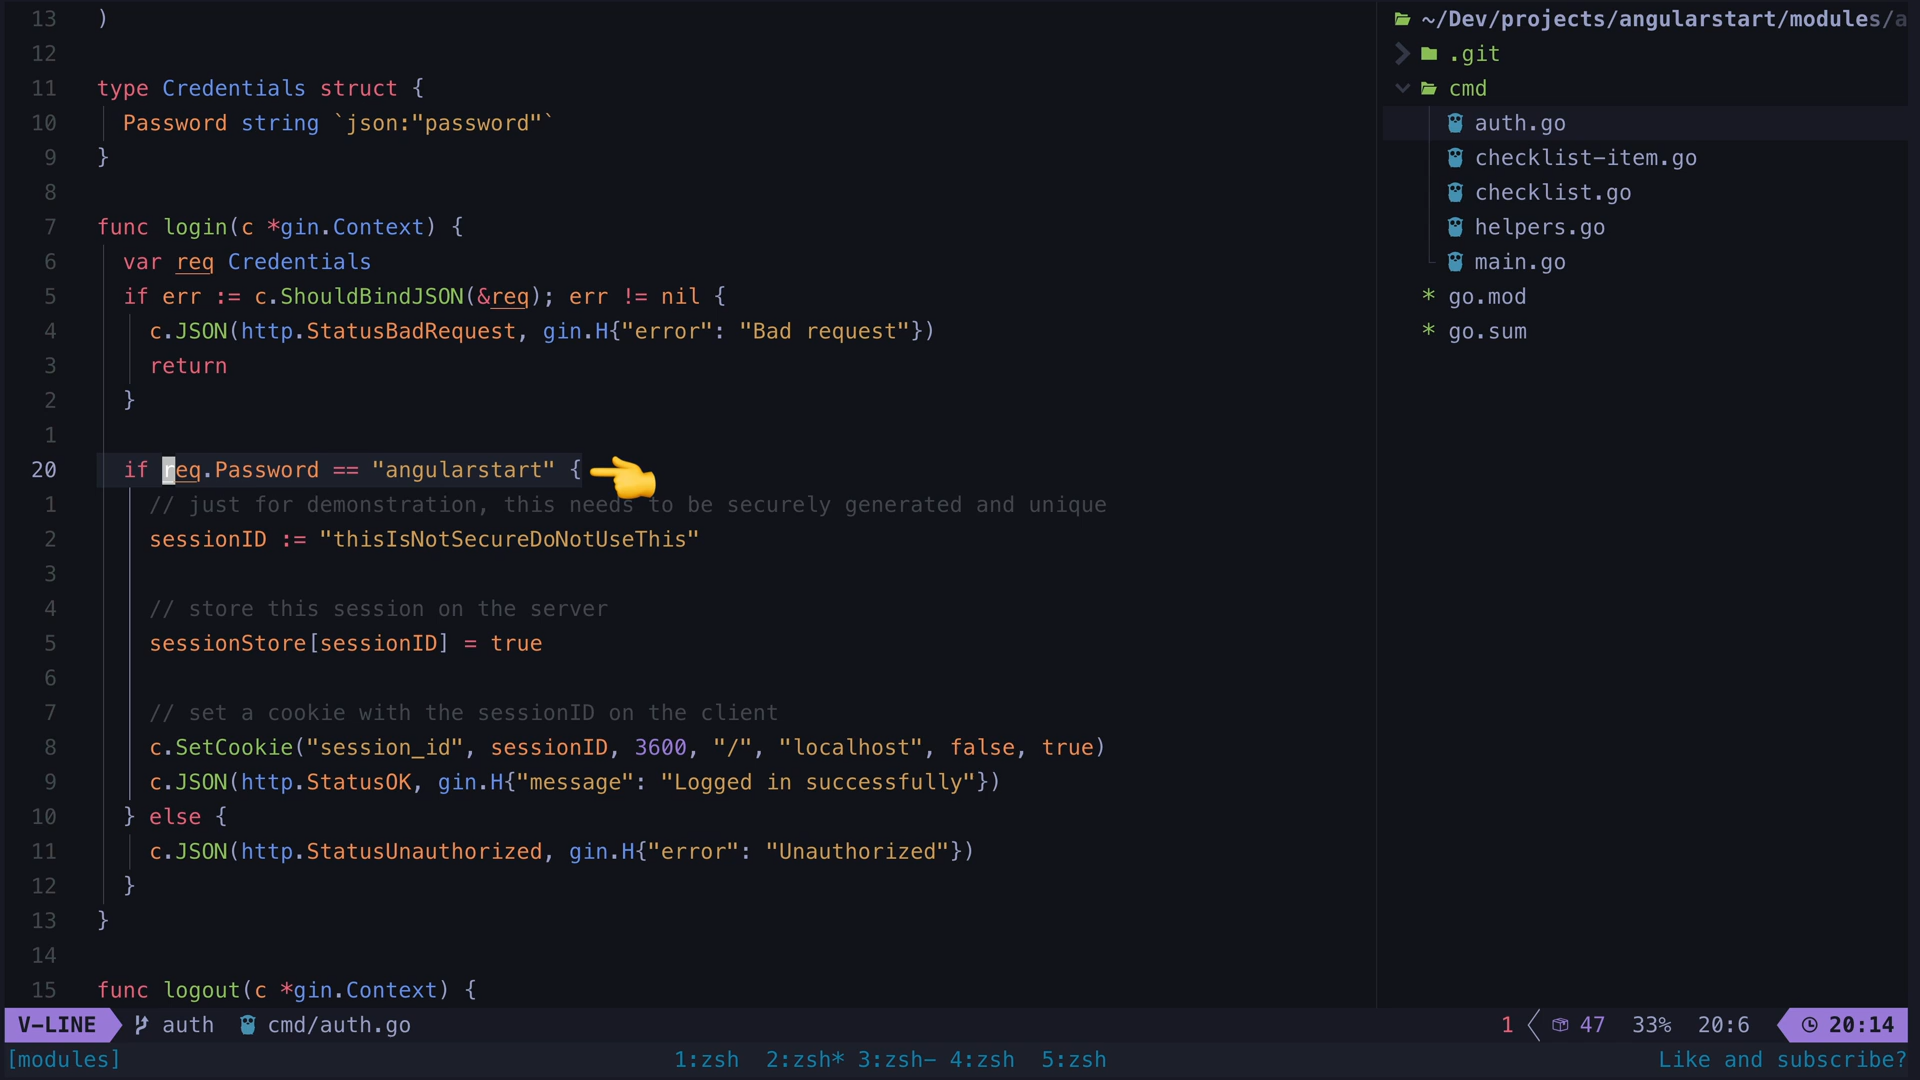 13 )
12
11 type Credentials struct {
10 Password string `json:"password"`
9 }
8
7 func login(c *gin.Context) {
6 var req Credentials
5 if err := c.ShouldBindJSON(&req); err != nil {
4 c.JSON(http.StatusBadRequest, gin.H{"error": "Bad request"})
3 return
2 }
1
20 if req.Password == "angularstart" {
1 // just for demonstration, this needs to be securely generated and unique
2 sessionID := "thisIsNotSecureDoNotUseThis"
3
4 // store this session on the server
5 sessionStore[sessionID] = true
6
7 // set a cookie with the sessionID on the client
8 c.SetCookie("session_id", sessionID, 3600, "/", "localhost", false, true)
9 c.JSON(http.StatusOK, gin.H{"message": "Logged in successfully"})
10 } else {
11 c.JSON(http.StatusUnauthorized, gin.H{"error": "Unauthorized"})
12 }
13 }
14
15 func logout(c *gin.Context) {
~/Dev/projects/angularstart/modules/a
.git
cmd
auth.go
checklist-item.go
checklist.go
helpers.go
main.go
* go.mod
* go.sum
V-LINE auth cmd/auth.go 1 47 33% 20:6 20:14
[modules] 1:zsh 2:zsh* 3:zsh- 4:zsh 5:zsh Like and subscribe?